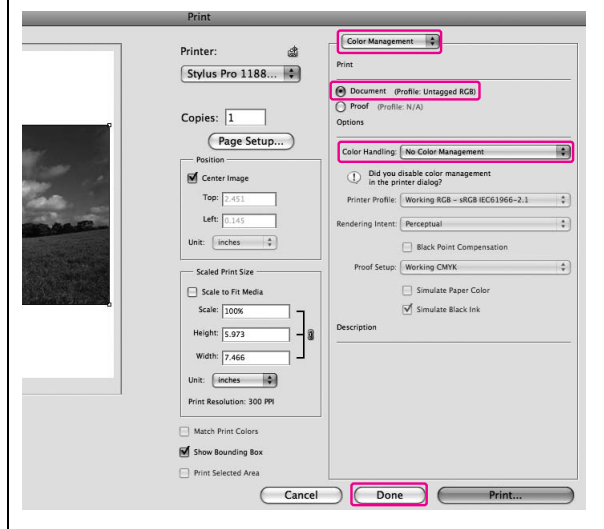 Print
Printer:
Stylus Pro 1188...
Copies: 1
Page Setup...
Position
Center Image
Top: 2.451
Left: 0.145
Unit: inches
Scaled Print Size
Scale to Fit Media
Scale: 100%
Height: 5.973
Width: 7.466
Unit: inches
Print Resolution: 300 PPI
Match Print Colors
Show Bounding Box
Print Selected Area
Color Management
Print
Document (Profile: Untagged RGB)
Proof (Profile: N/A)
Options
Color Handling: No Color Management
Did you disable color management
in the printer dialog?
Printer Profile: Working RGB - sRGB IEC61966-2.1
Rendering Intent: Perceptual
Black Point Compensation
Proof Setup: Working CMYK
Simulate Paper Color
Simulate Black Ink
Description
Cancel
Done
Print...